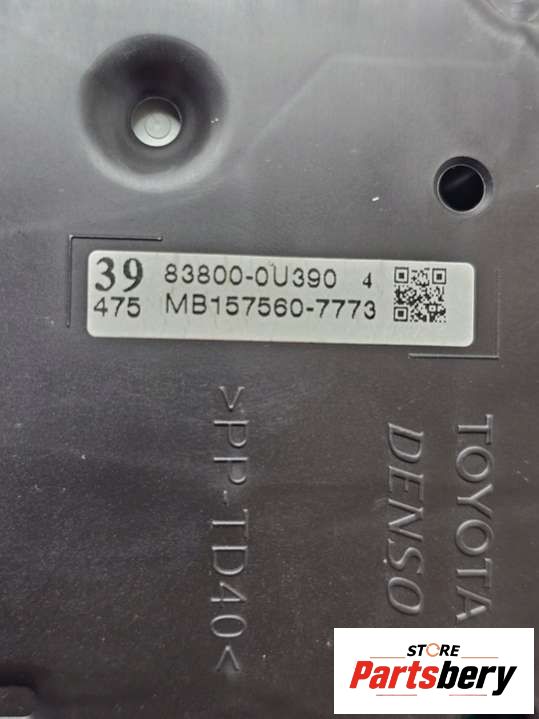 39 83800-0U390 4
475 MB157560-7773
>PP-TD40<
DENSO
TOYOTA
STORE
Partsbery